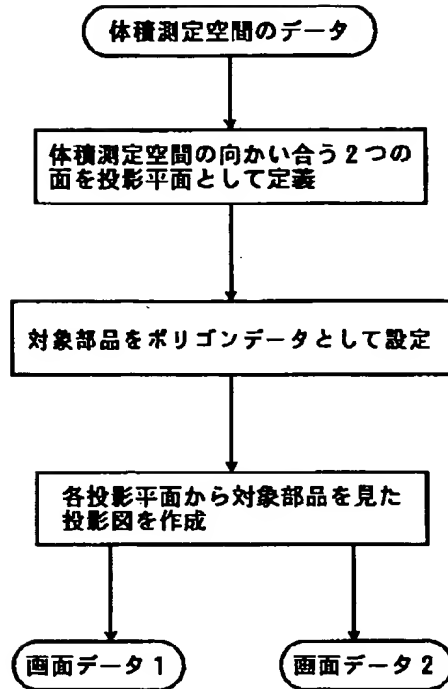 体積測定空間のデータ
体積測定空間の向かい合う2つの
面を投影平面として定義
対象部品をポリゴンデータとして設定
各投影平面から対象部品を見た
投影図を作成
画面データ1
画面データ2